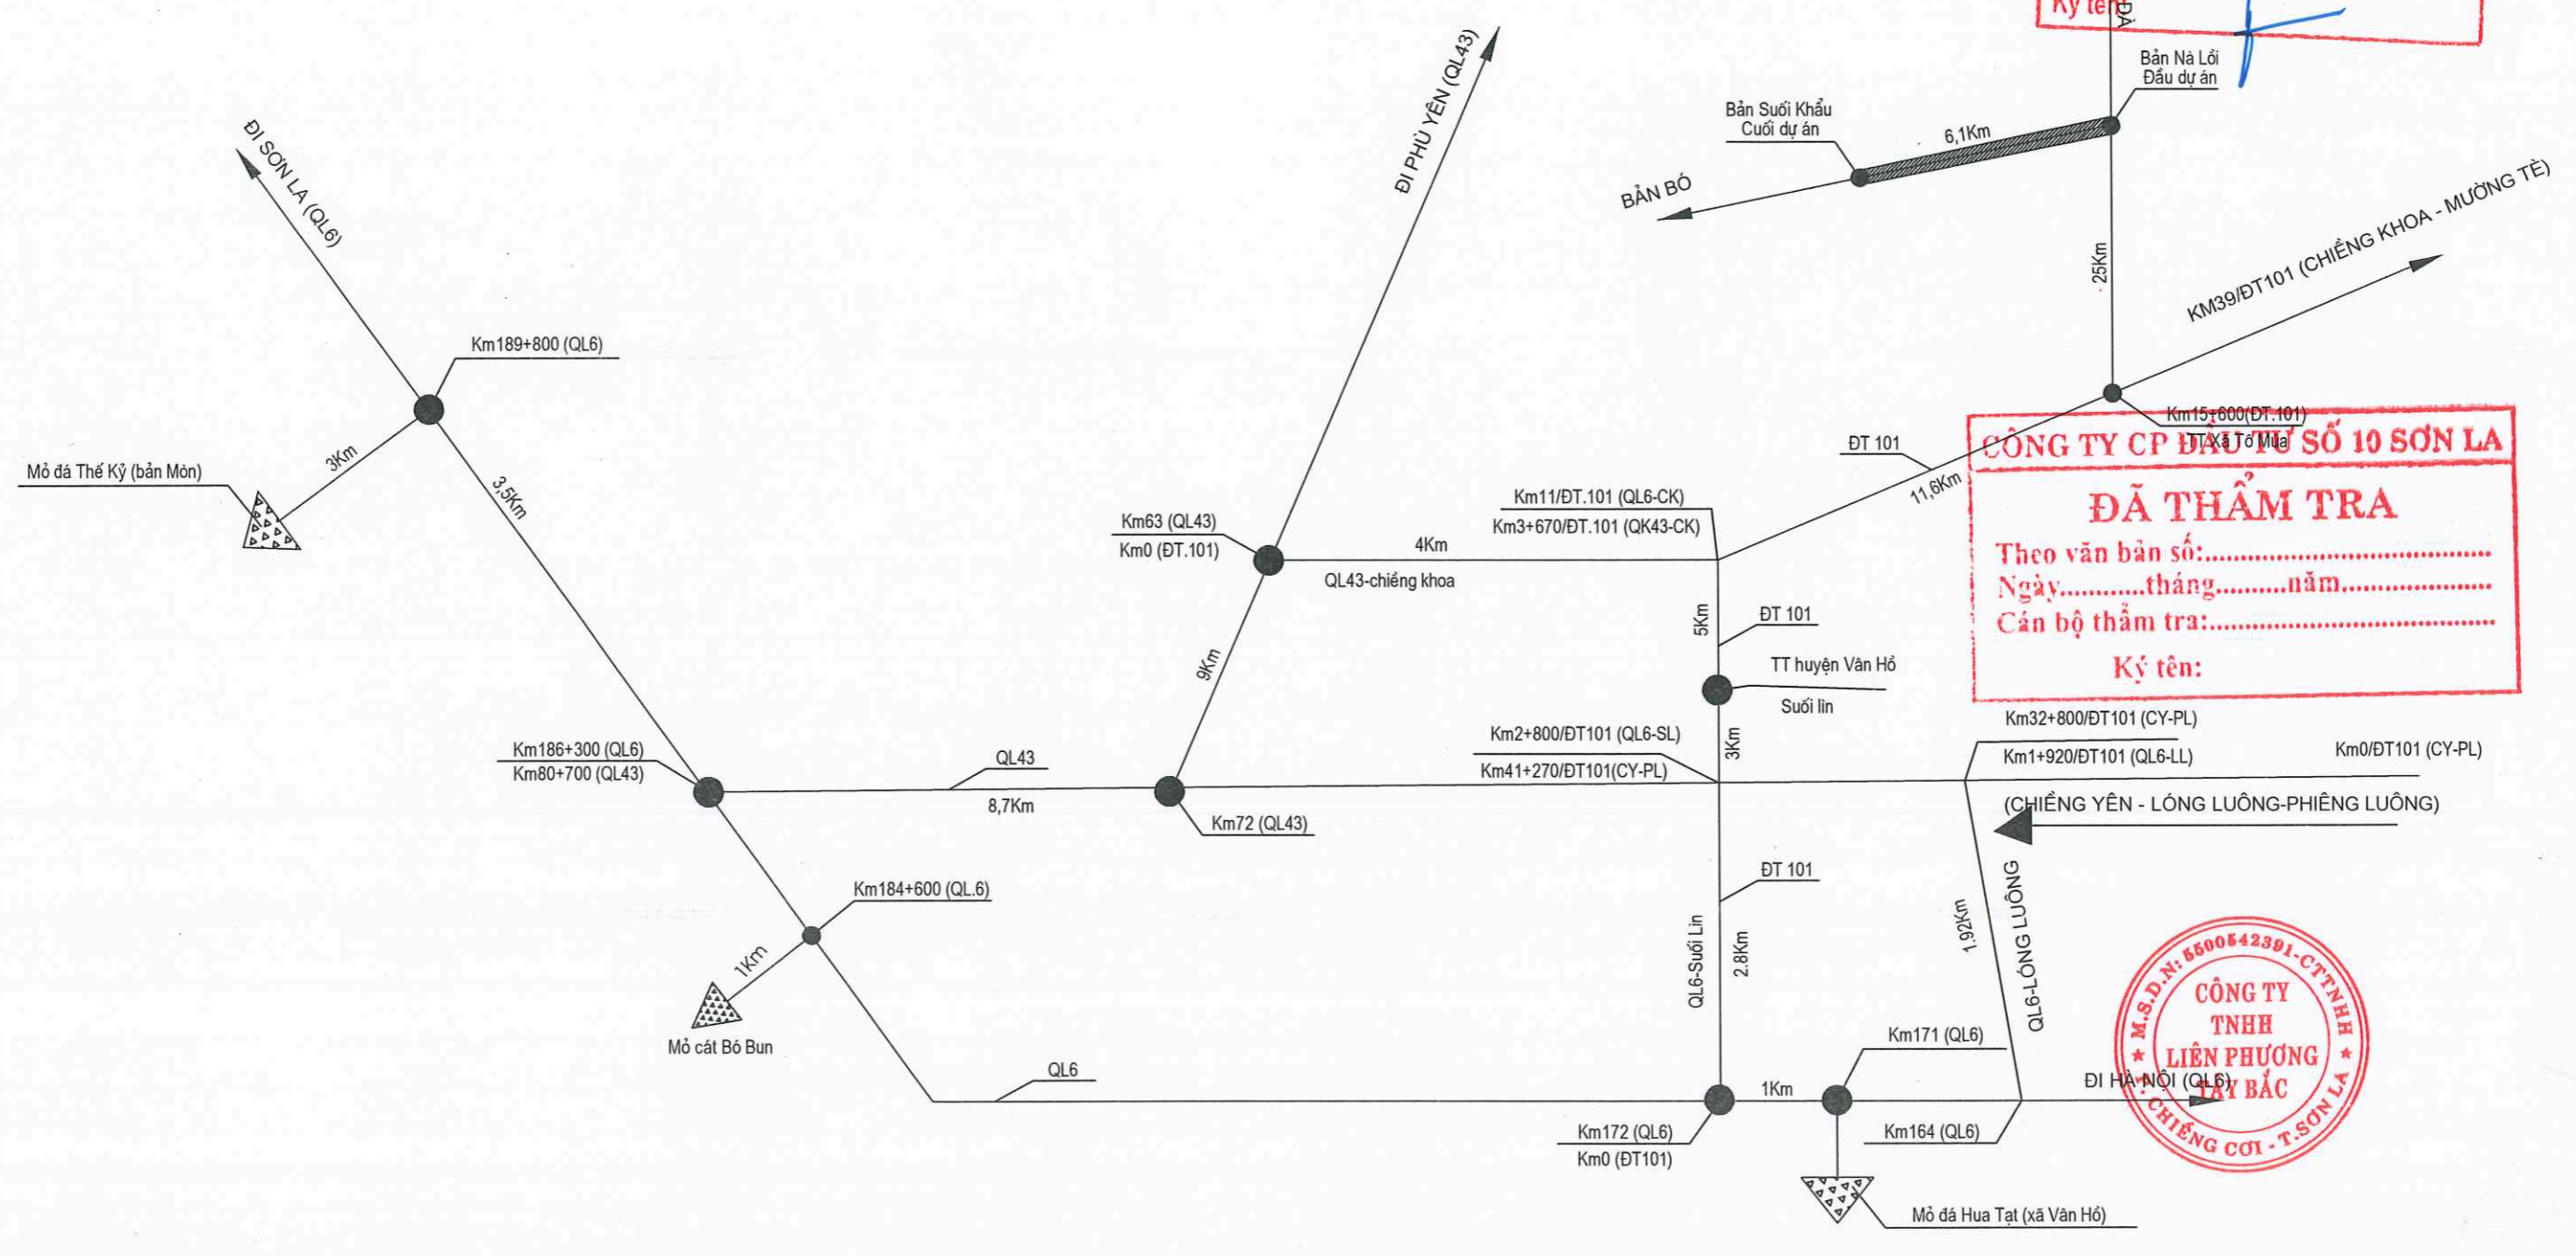 Ký tên
ĐÀ
Bản Nà Lồi
Đầu dự án
ĐI PHÙ YÊN (QL43)
Bản Suối Khẩu
Cuối dự án
6,1Km
ĐI SƠN LA (QL6)
BẢN BÓ
25Km
KM39/ĐT101 (CHIỀNG KHOA - MƯỜNG TÈ)
Km189+800 (QL6)
Km15+600(ĐT.101)
TT Xã Tô Múa
CÔNG TY CP ĐẦU TƯ SỐ 10 SƠN LA
ĐÃ THẨM TRA
Theo văn bản số:
Ngày............tháng..........năm
Cán bộ thẩm tra:
Ký tên:
ĐT 101
11,6Km
3Km
Mỏ đá Thế Kỷ (bản Môn)
3,5Km
Km11/ĐT.101 (QL6-CK)
Km3+670/ĐT.101 (QK43-CK)
Km63 (QL43)
Km0 (ĐT.101)
4Km
QL43-chiềng khoa
5Km
ĐT 101
9Km
TT huyện Vân Hồ
Suối lin
Km32+800/ĐT101 (CY-PL)
Km1+920/ĐT101 (QL6-LL)
Km0/ĐT101 (CY-PL)
Km2+800/ĐT101 (QL6-SL)
Km41+270/ĐT101(CY-PL)
3Km
Km186+300 (QL6)
Km80+700 (QL43)
QL43
8,7Km
Km72 (QL43)
(CHIỀNG YÊN - LÓNG LUÔNG-PHIÊNG LUÔNG)
ĐT 101
Km184+600 (QL.6)
1Km
QL6-Suối Lin
2.8Km
1.92Km
QL6-LÓNG LUÔNG
Mỏ cát Bó Bun
QL6
Km171 (QL6)
1Km
ĐI HÀ NỘI (QL6)
Km172 (QL6)
Km0 (ĐT101)
Km164 (QL6)
Mỏ đá Hua Tạt (xã Vân Hồ)
M.S.D.N: 5500542391-CTTNHH
CÔNG TY
TNHH
LIÊN PHƯƠNG
TÂY BẮC
CHIỀNG CƠI - T.SƠN LA